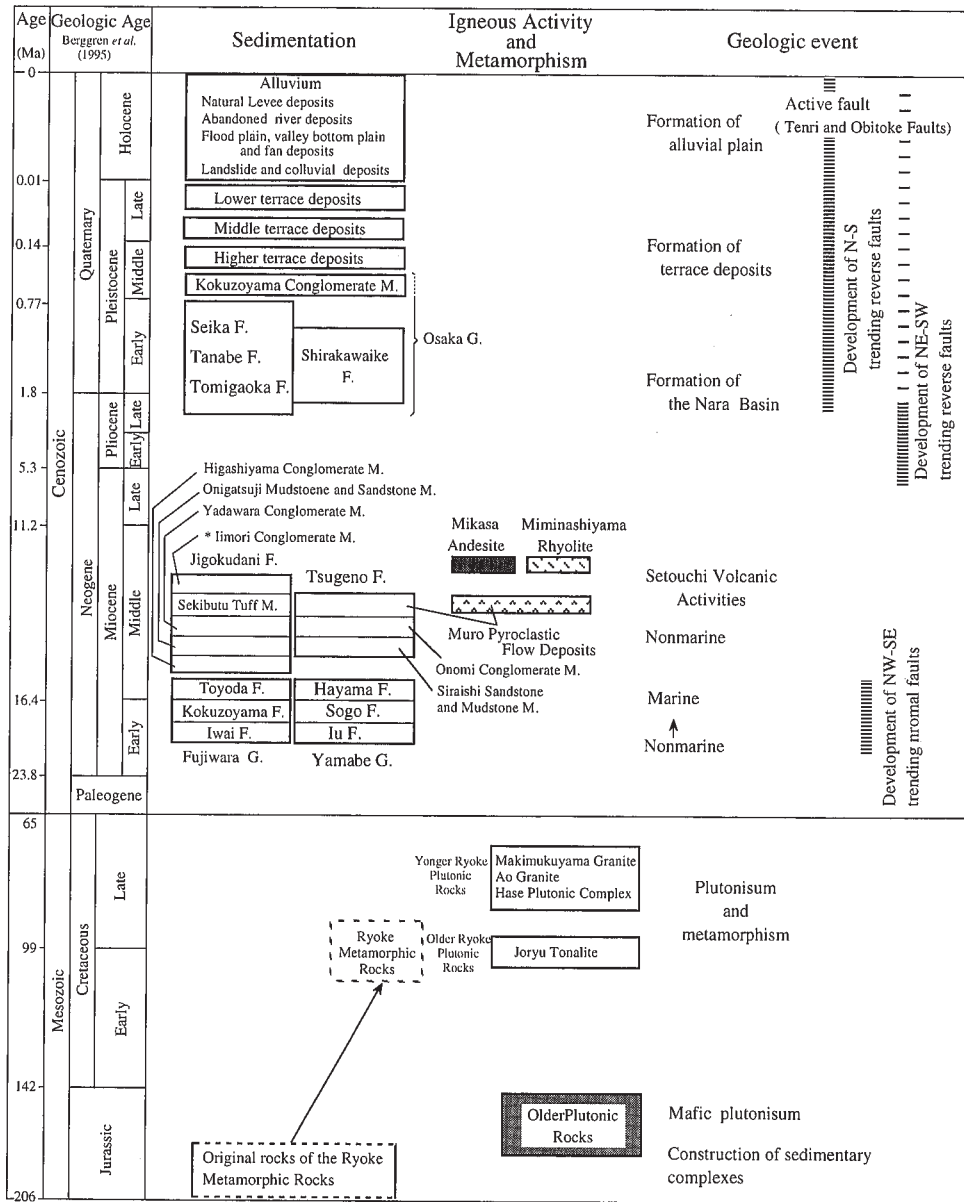 Age
(Ma)
Geologic Age
Berggren et al.
(1995)
Sedimentation
Igneous Activity
and
Metamorphism
Geologic event
0
0.01
0.14
0.77
1.8
5.3
11.2
16.4
23.8
65
99
142
206
Cenozoic
Quaternary
Neogene
Paleogene
Holocene
Pleistocene
Pliocene
Miocene
Late
Middle
Early
Late
Early
Late
Middle
Early
Mesozoic
Cretaceous
Jurassic
Late
Early
Alluvium
Natural Levee deposits
Abandoned river deposits
Flood plain, valley bottom plain
and fan deposits
Landslide and colluvial deposits
Lower terrace deposits
Middle terrace deposits
Higher terrace deposits
Kokuzoyama Conglomerate M.
Seika F.
Tanabe F.
Tomigaoka F.
Shirakawaike
F.
Osaka G.
Higashiyama Conglomerate M.
Onigatsuji Mudstoene and Sandstone M.
Yadawara Conglomerate M.
* Iimori Conglomerate M.
Jigokudani F.
Sekibutu Tuff M.
Tsugeno F.
Toyoda F.
Kokuzoyama F.
Iwai F.
Fujiwara G.
Hayama F.
Sogo F.
Iu F.
Yamabe G.
Mikasa
Andesite
Miminashiyama
Rhyolite
Muro Pyroclastic
Flow Deposits
Onomi Conglomerate M.
Siraishi Sandstone
and Mudstone M.
Formation of
alluvial plain
Active fault
( Tenri and Obitoke Faults)
Formation of
terrace deposits
Formation of
the Nara Basin
Development of N-S
trending reverse faults
Development of NE-SW
trending reverse faults
Setouchi Volcanic
Activities
Nonmarine
Marine
Nonmarine
Development of NW-SE
trending nromal faults
Yonger Ryoke
Plutonic
Rocks
Makimukuyama Granite
Ao Granite
Hase Plutonic Complex
Plutonisum
and
metamorphism
Ryoke
Metamorphic
Rocks
Older Ryoke
Plutonic
Rocks
Joryu Tonalite
OlderPlutonic
Rocks
Mafic plutonisum
Construction of sedimentary
complexes
Original rocks of the Ryoke
Metamorphic Rocks